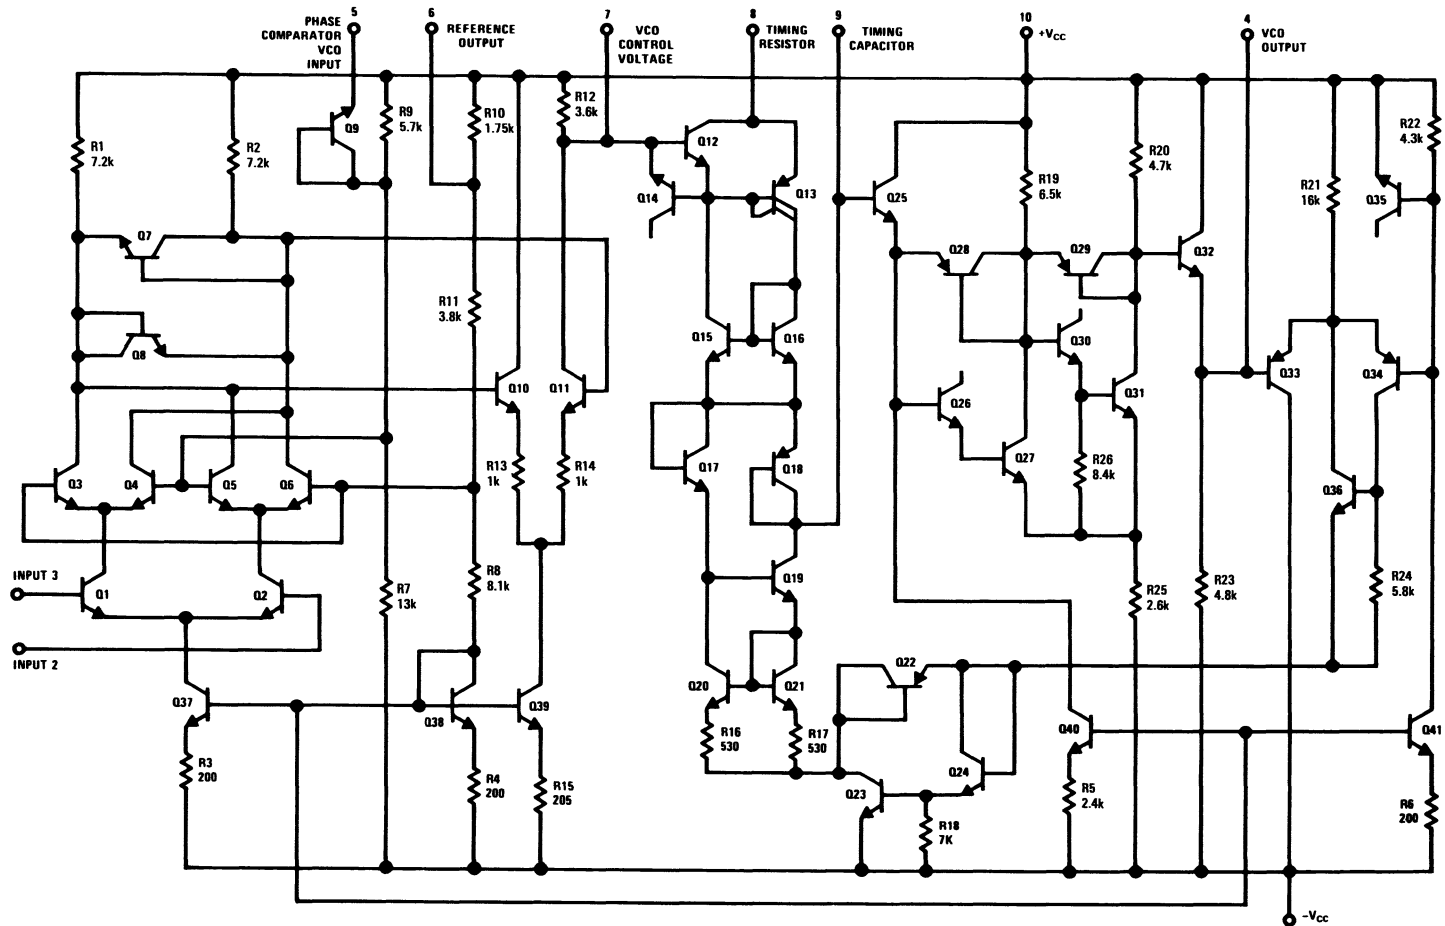 5
PHASE
COMPARATOR
VCO
INPUT
6
REFERENCE
OUTPUT
7
VCO
CONTROL
VOLTAGE
8
TIMING
RESISTOR
9
TIMING
CAPACITOR
10
+VCC
4
VCO
OUTPUT
R1
7.2k
R2
7.2k
Q9
R9
5.7k
R10
1.75k
R12
3.6k
Q12
Q14
Q13
Q25
R19
6.5k
R20
4.7k
R21
16k
R22
4.3k
Q35
Q7
Q8
R11
3.8k
Q28
Q29
Q32
Q15
Q16
Q30
Q33
Q34
Q10
Q11
Q26
Q31
Q3
Q4
Q5
Q6
R13
1k
R14
1k
Q17
Q18
Q27
R26
8.4k
Q36
INPUT 3
Q1
Q2
R7
13k
R8
8.1k
Q19
R25
2.6k
R23
4.8k
R24
5.8k
INPUT 2
Q37
Q38
Q39
Q20
Q21
Q22
Q40
Q41
R3
200
R4
200
R15
205
R16
530
R17
530
Q23
Q24
R18
7K
R5
2.4k
R6
200
-VCC